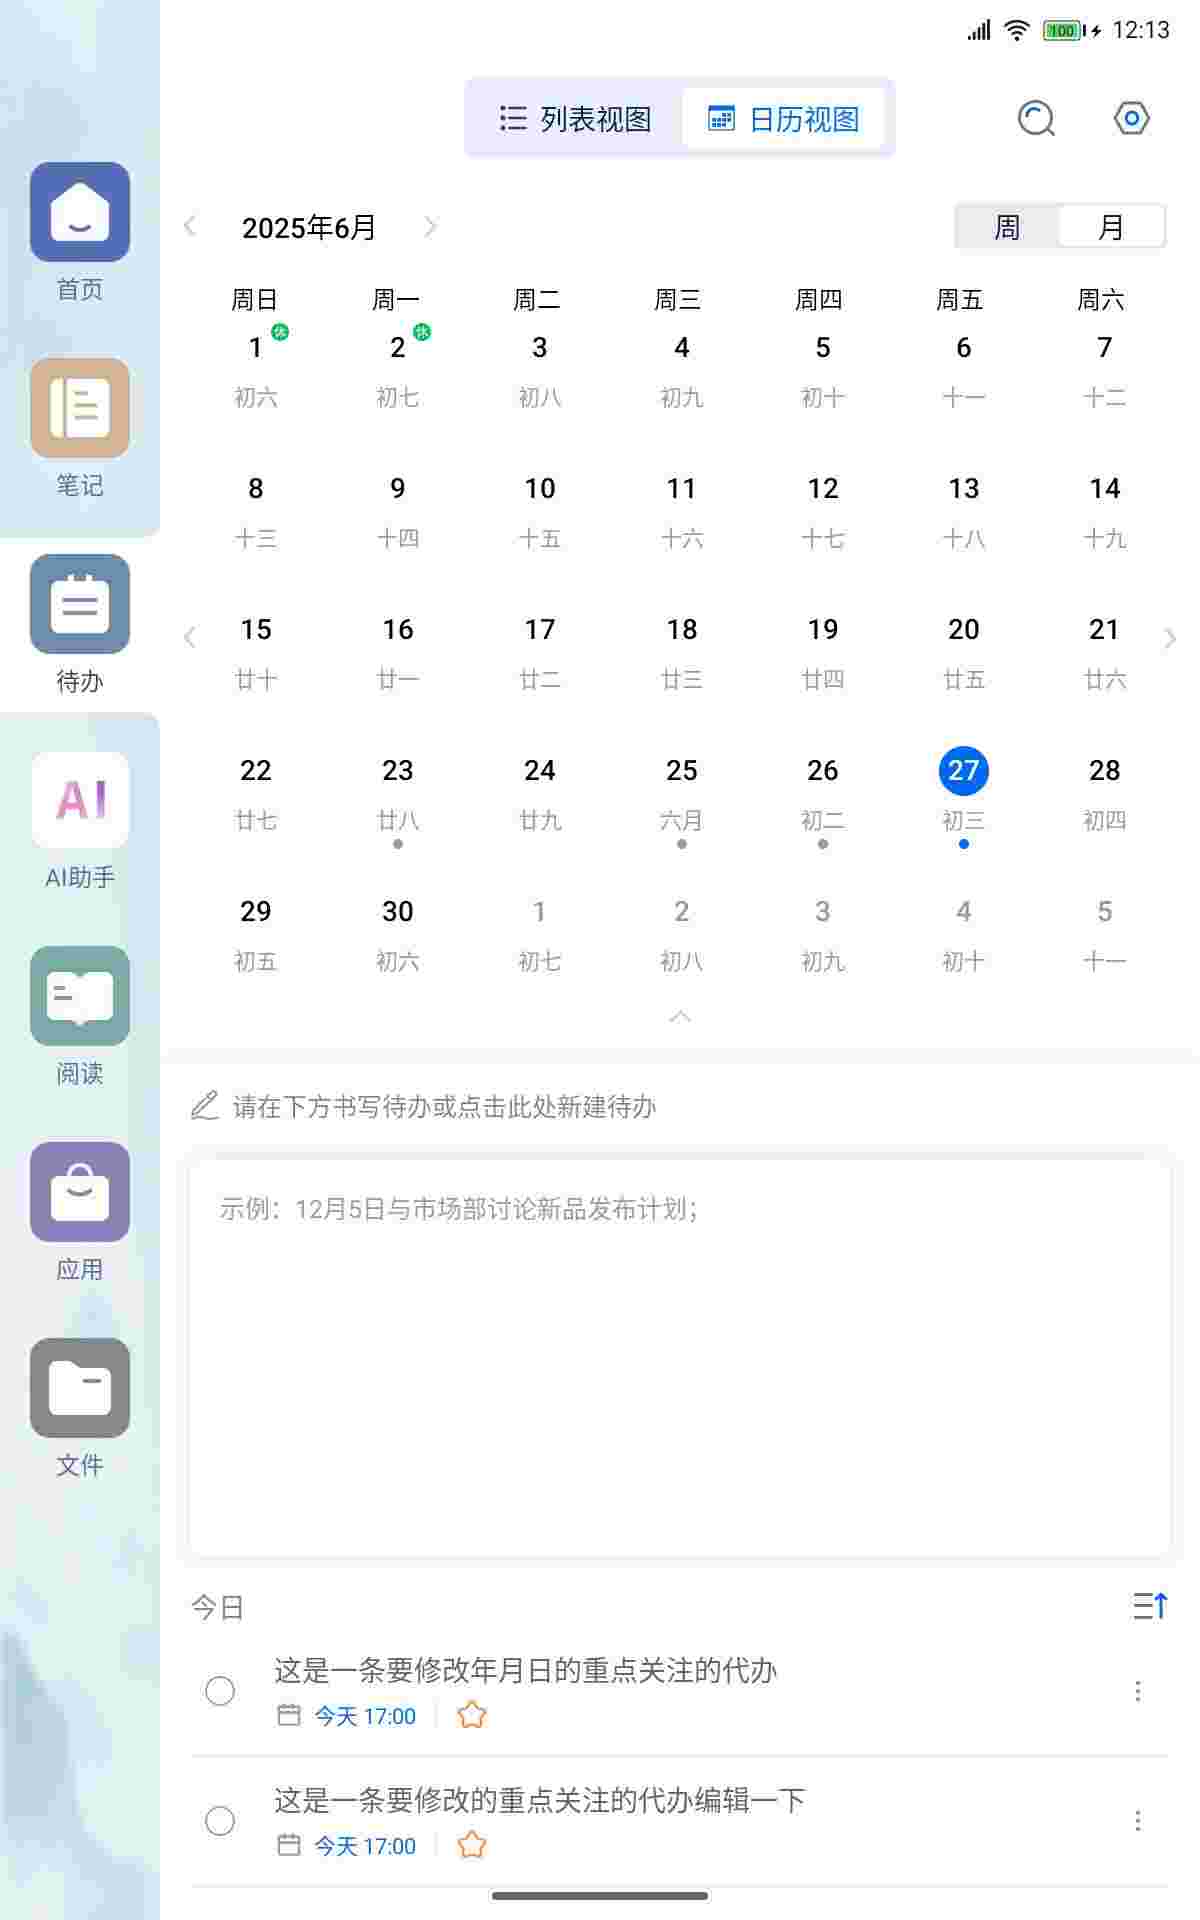 100 12:13
列表视图 日历视图
2025年6月 周 月
周日 周一 周二 周三 周四 周五 周六
1 休 2 休 3 4 5 6 7
初六 初七 初八 初九 初十 十一 十二
8 9 10 11 12 13 14
十三 十四 十五 十六 十七 十八 十九
15 16 17 18 19 20 21
廿十 廿一 廿二 廿三 廿四 廿五 廿六
22 23 24 25 26 27 28
廿七 廿八 廿九 六月 初二 初三 初四
29 30 1 2 3 4 5
初五 初六 初七 初八 初九 初十 十一
请在下方书写待办或点击此处新建待办
示例：12月5日与市场部讨论新品发布计划；
今日
这是一条要修改年月日的重点关注的代办
今天 17:00
这是一条要修改的重点关注的代办编辑一下
今天 17:00
首页
笔记
待办
AI
AI助手
阅读
应用
文件